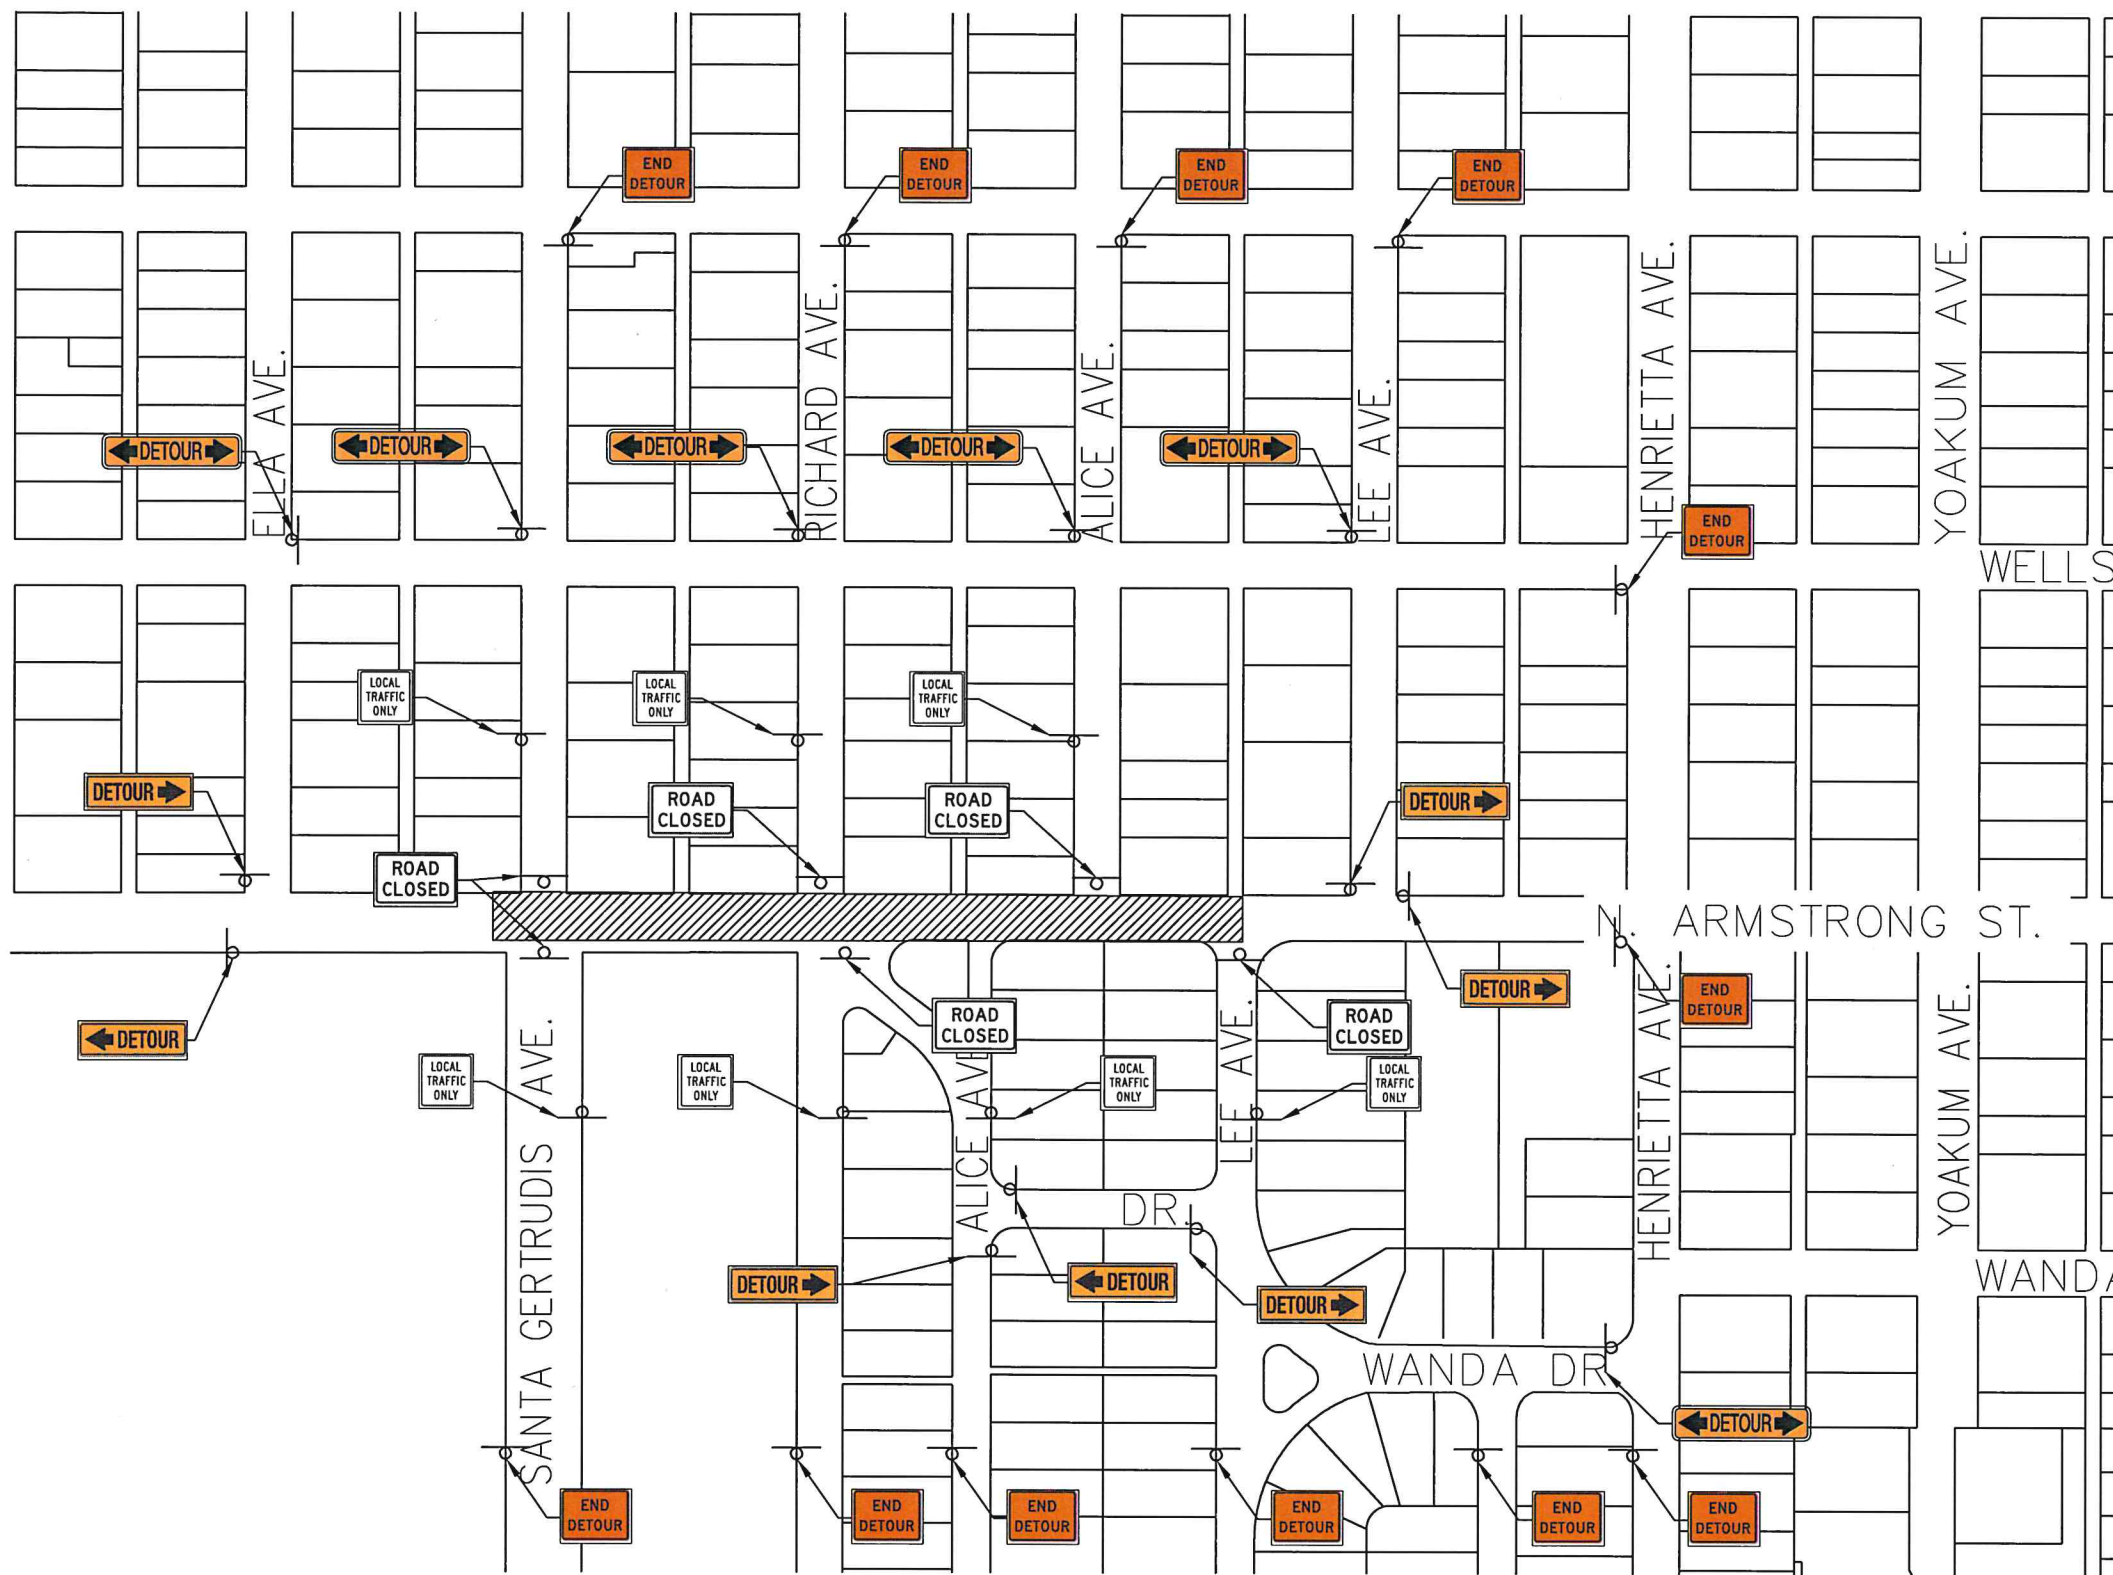 END
DETOUR
END
DETOUR
END
DETOUR
END
DETOUR
ELLA AVE.
RICHARD AVE.
ALICE AVE.
LEE AVE.
HENRIETTA AVE.
YOAKUM AVE.
DETOUR
DETOUR
DETOUR
DETOUR
DETOUR
END
DETOUR
WELLS
LOCAL
TRAFFIC
ONLY
LOCAL
TRAFFIC
ONLY
LOCAL
TRAFFIC
ONLY
DETOUR
ROAD
CLOSED
ROAD
CLOSED
DETOUR
ROAD
CLOSED
N. ARMSTRONG ST.
DETOUR
END
DETOUR
DETOUR
ROAD
CLOSED
ROAD
CLOSED
SANTA GERTRUDIS AVE.
ALICE AVE.
LEE AVE.
HENRIETTA AVE.
YOAKUM AVE.
LOCAL
TRAFFIC
ONLY
LOCAL
TRAFFIC
ONLY
LOCAL
TRAFFIC
ONLY
LOCAL
TRAFFIC
ONLY
DR.
DETOUR
DETOUR
DETOUR
WANDA
WANDA DR
DETOUR
END
DETOUR
END
DETOUR
END
DETOUR
END
DETOUR
END
DETOUR
END
DETOUR